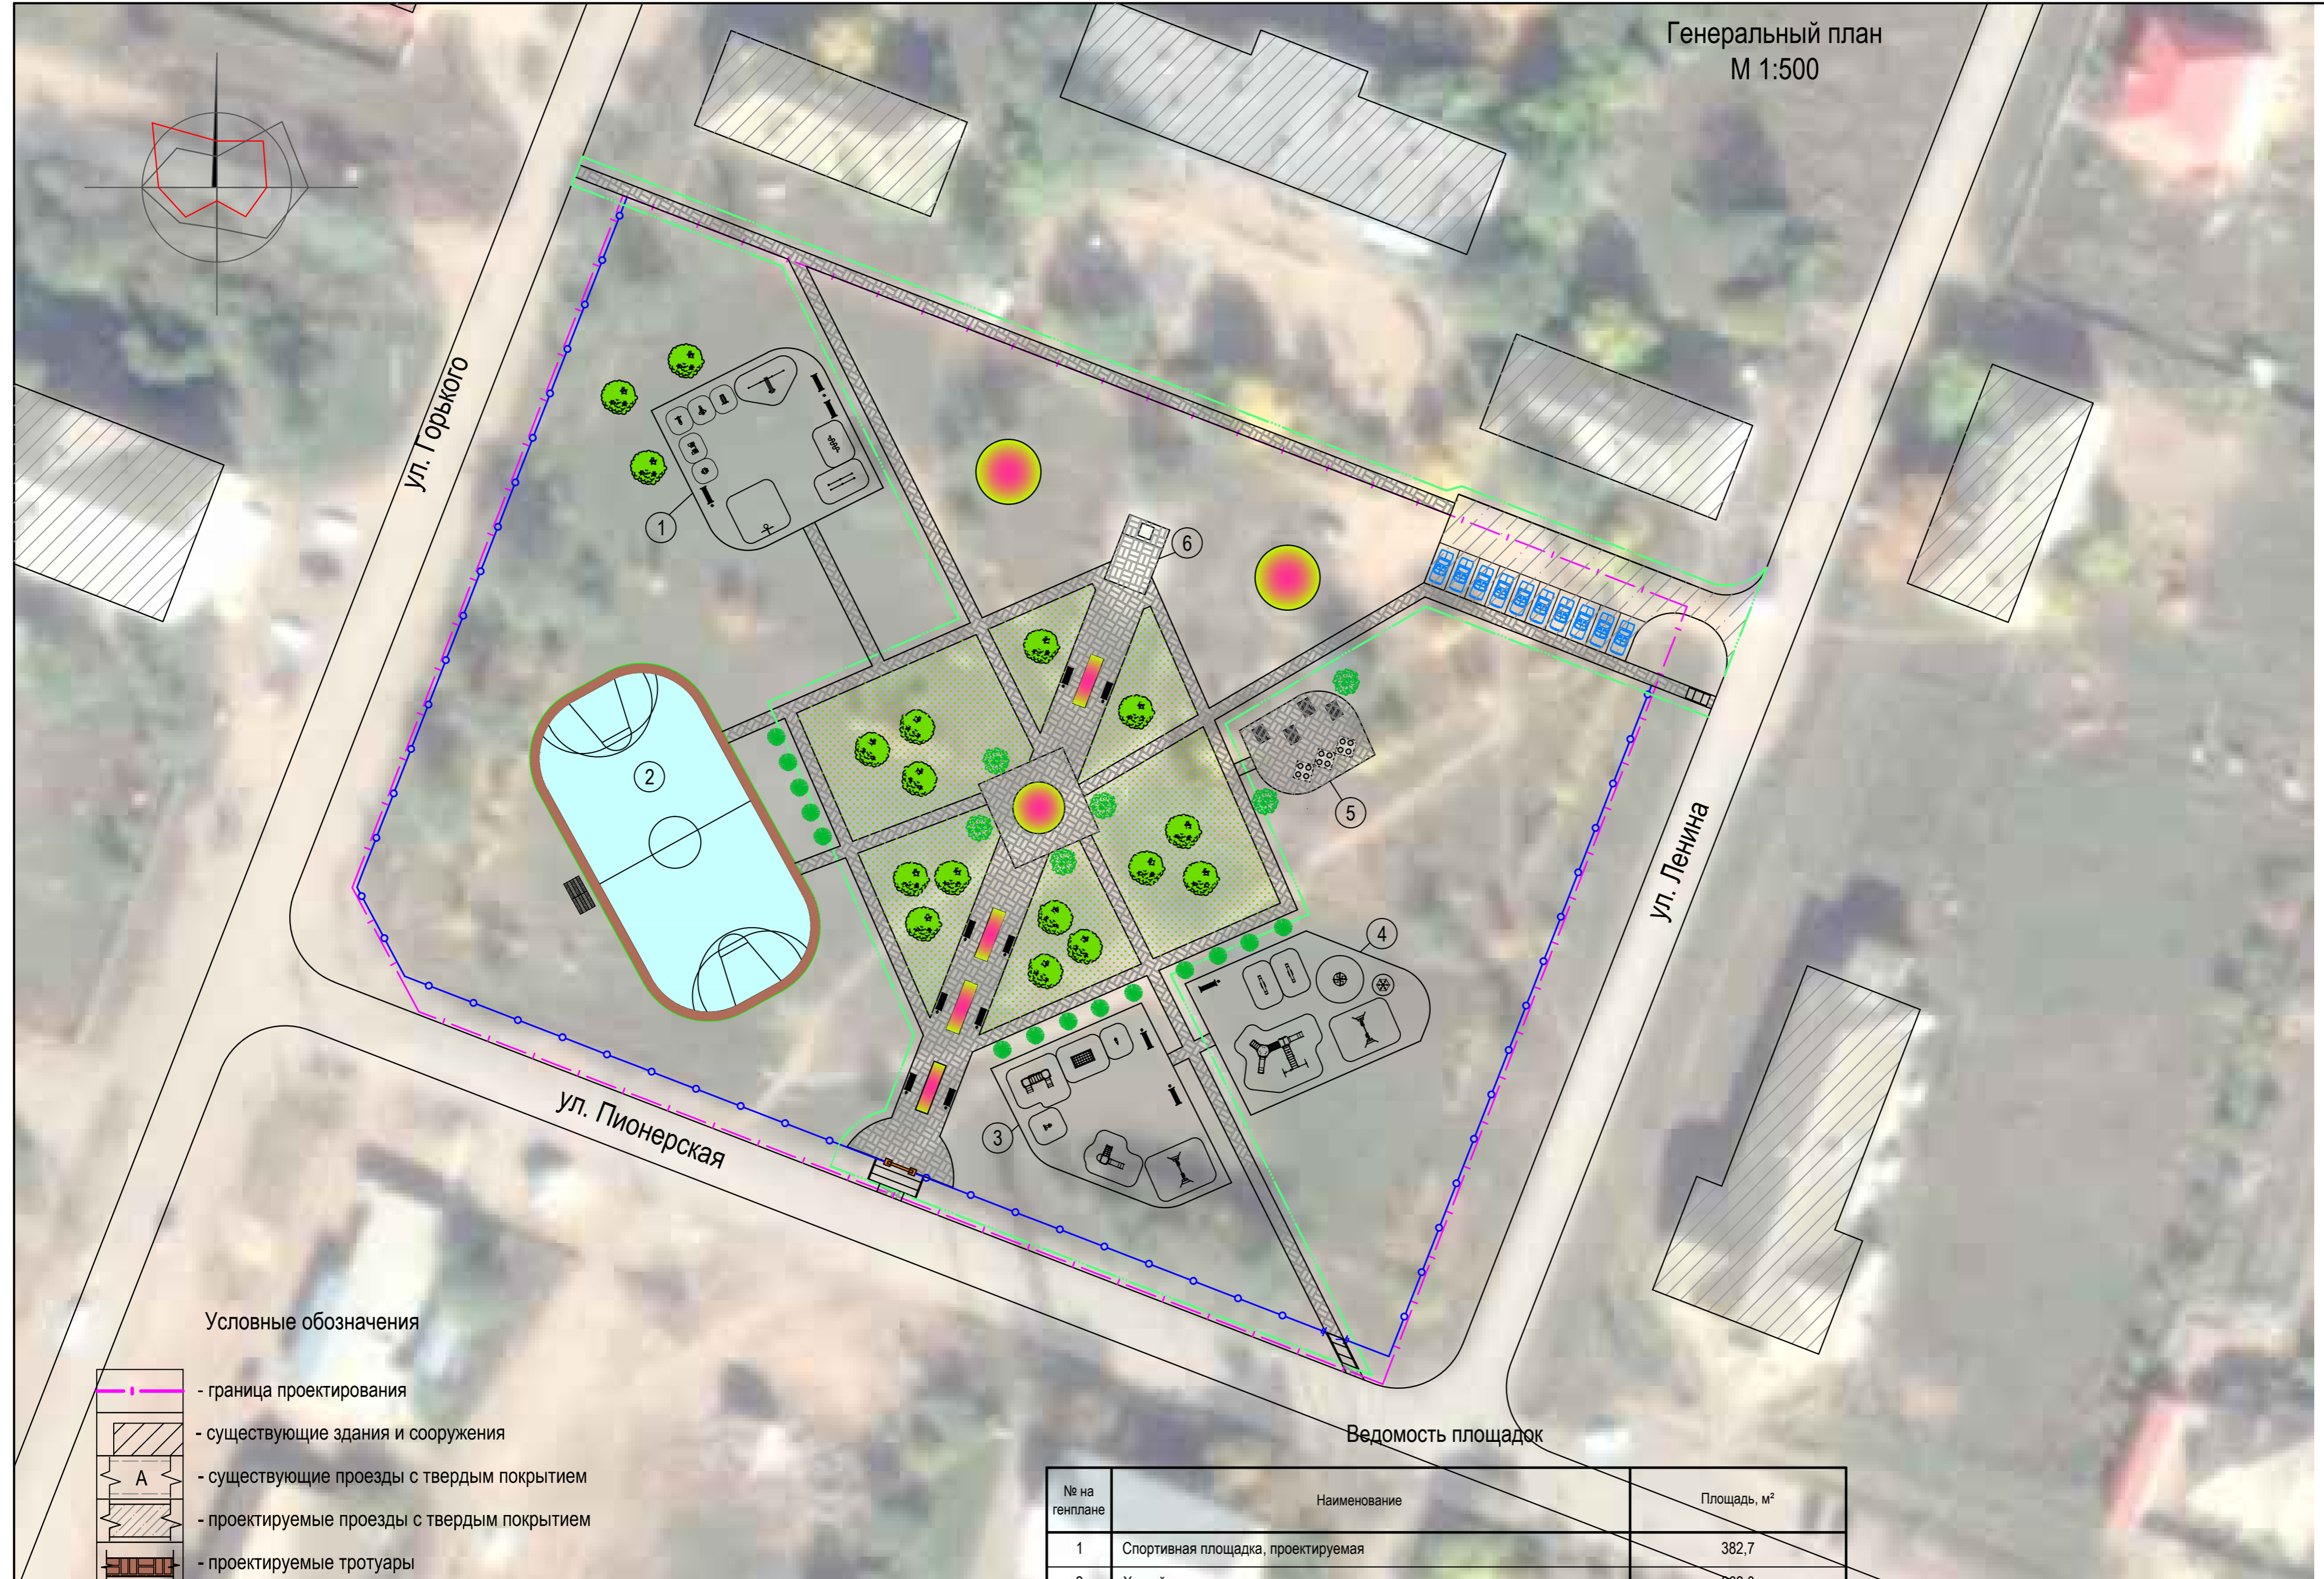 Генеральный план
М 1:500
ул. Горького
1
6
2
5
ул. Ленина
4
3
ул. Пионерская
Условные обозначения
- граница проектирования
- существующие здания и сооружения
А - существующие проезды с твердым покрытием
- проектируемые проезды с твердым покрытием
- проектируемые тротуары
Ведомость площадок
№ на генплане Наименование Площадь, м²
1 Спортивная площадка, проектируемая 382,7